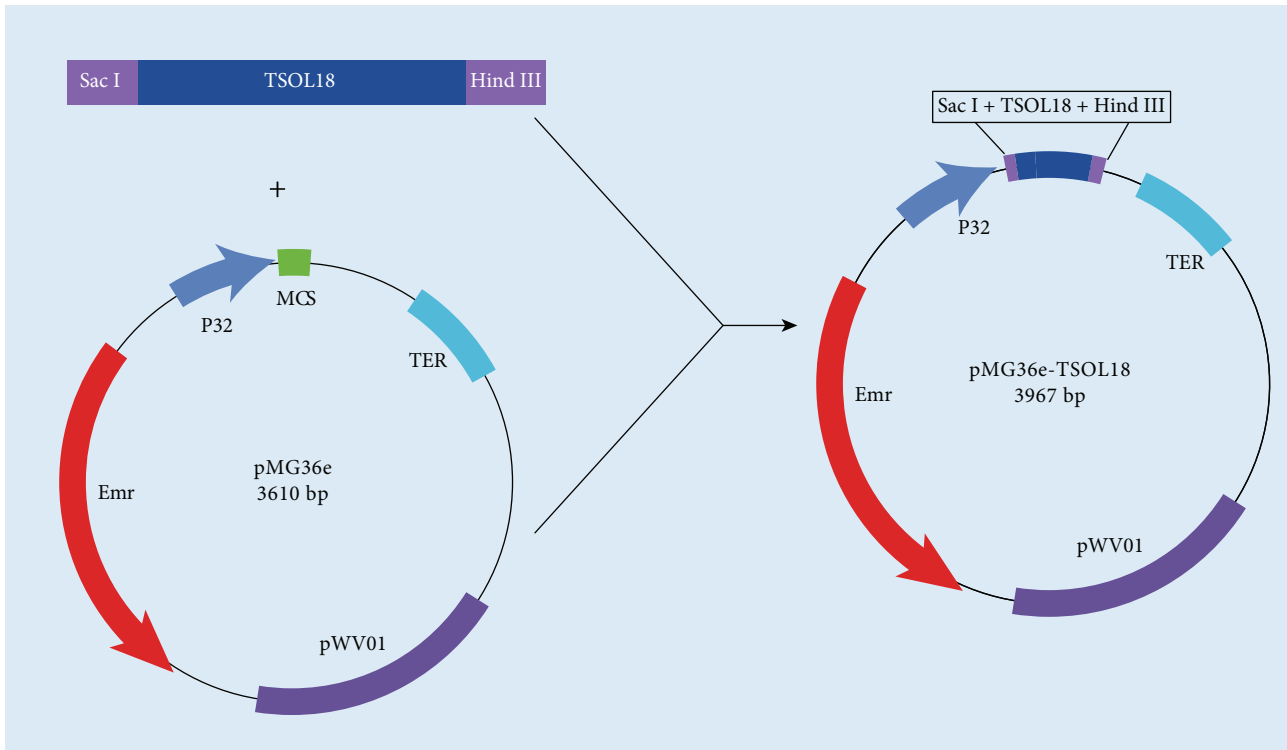 Sac I
TSOL18
Hind III
+
P32
MCS
TER
Emr
pMG36e
3610 bp
pWV01
Sac I + TSOL18 + Hind III
P32
TER
Emr
pMG36e-TSOL18
3967 bp
pWV01